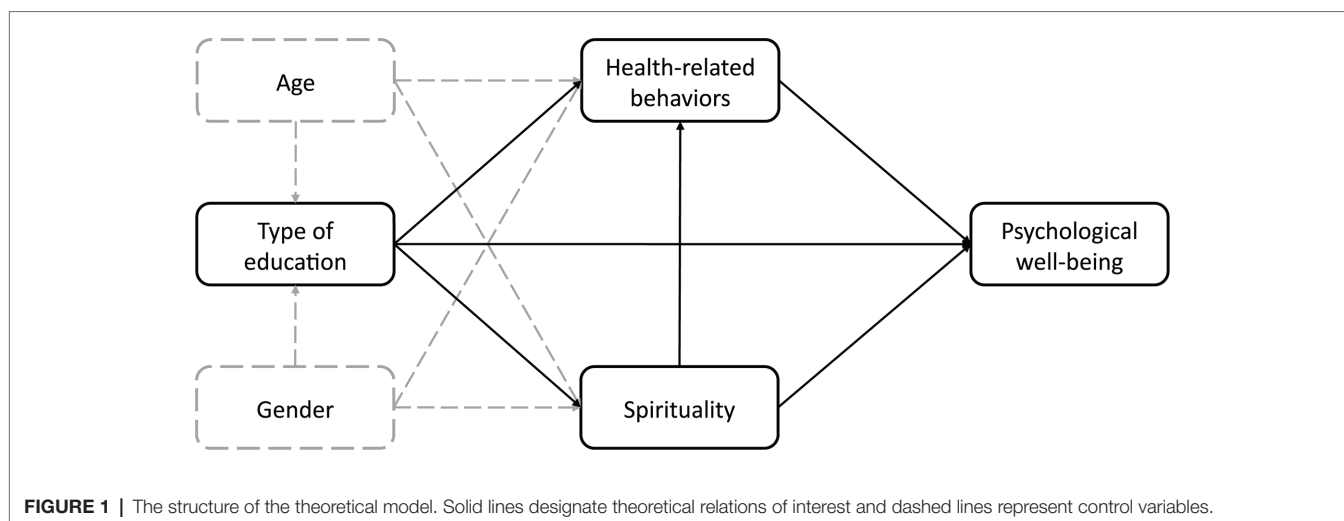 Age
Health-related
behaviors
Type of
education
Psychological
well-being
Gender
Spirituality
FIGURE 1 | The structure of the theoretical model. Solid lines designate theoretical relations of interest and dashed lines represent control variables.